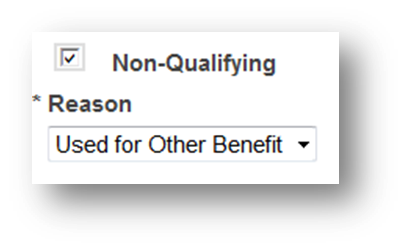 Non-Qualifying
* Reason
Used for Other Benefit